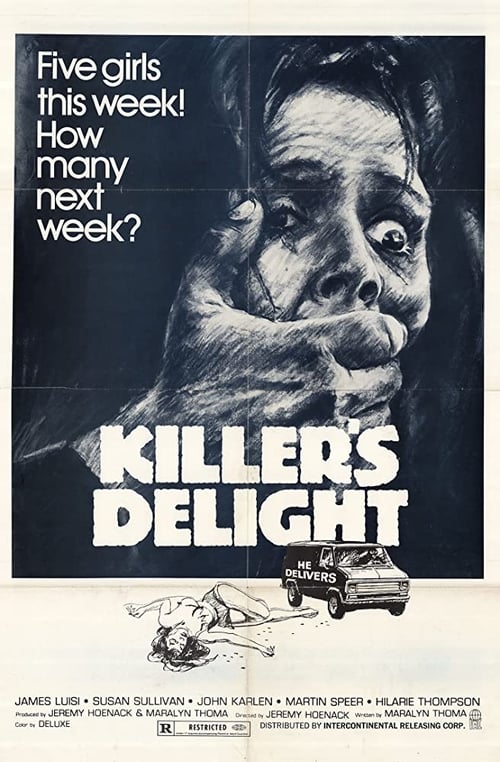 Five girls
this week!
How
many
next
week?
KILLER'S
DELIGHT
HE
DELIVERS
JAMES LUISI • SUSAN SULLIVAN • JOHN KARLEN • MARTIN SPEER • HILARIE THOMPSON
Produced by JEREMY HOENACK & MARALYN THOMA Directed by JEREMY HOENACK Written by MARALYN THOMA
Color by DELUXE R RESTRICTED DISTRIBUTED BY INTERCONTINENTAL RELEASING CORP.